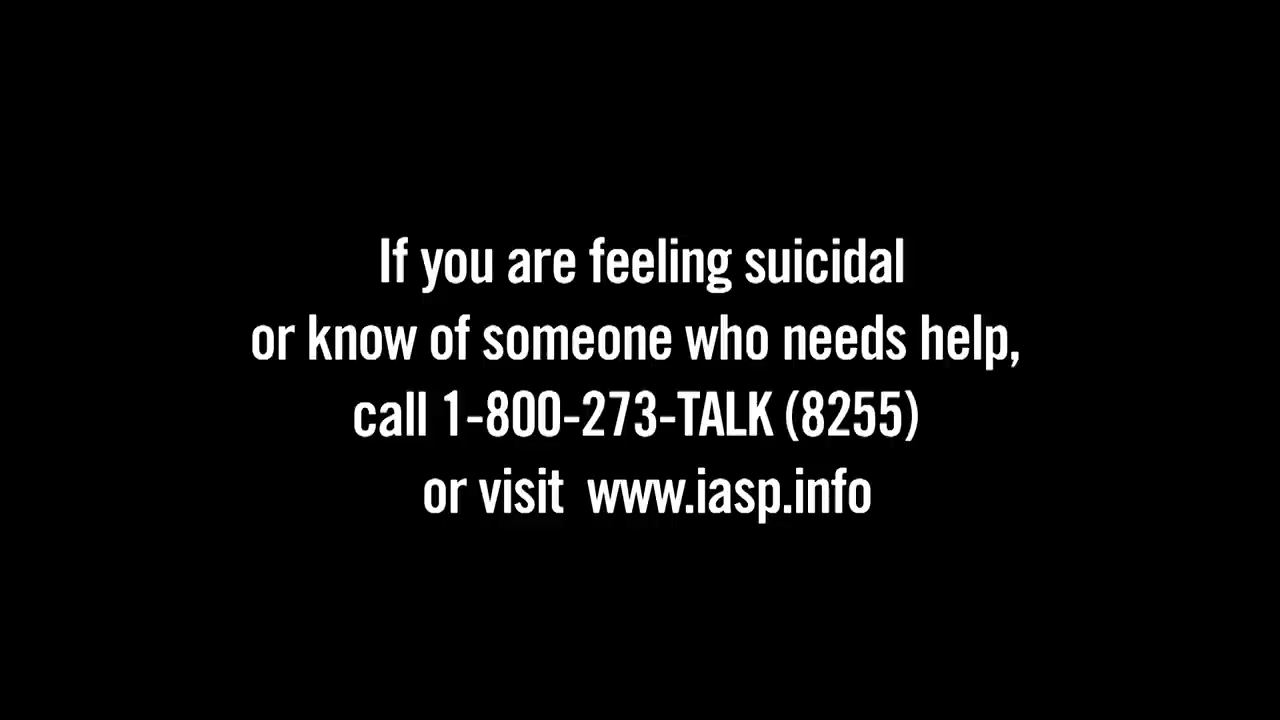 If you are feeling suicidal
or know of someone who needs help,
call 1-800-273-TALK (8255)
or visit www.iasp.info